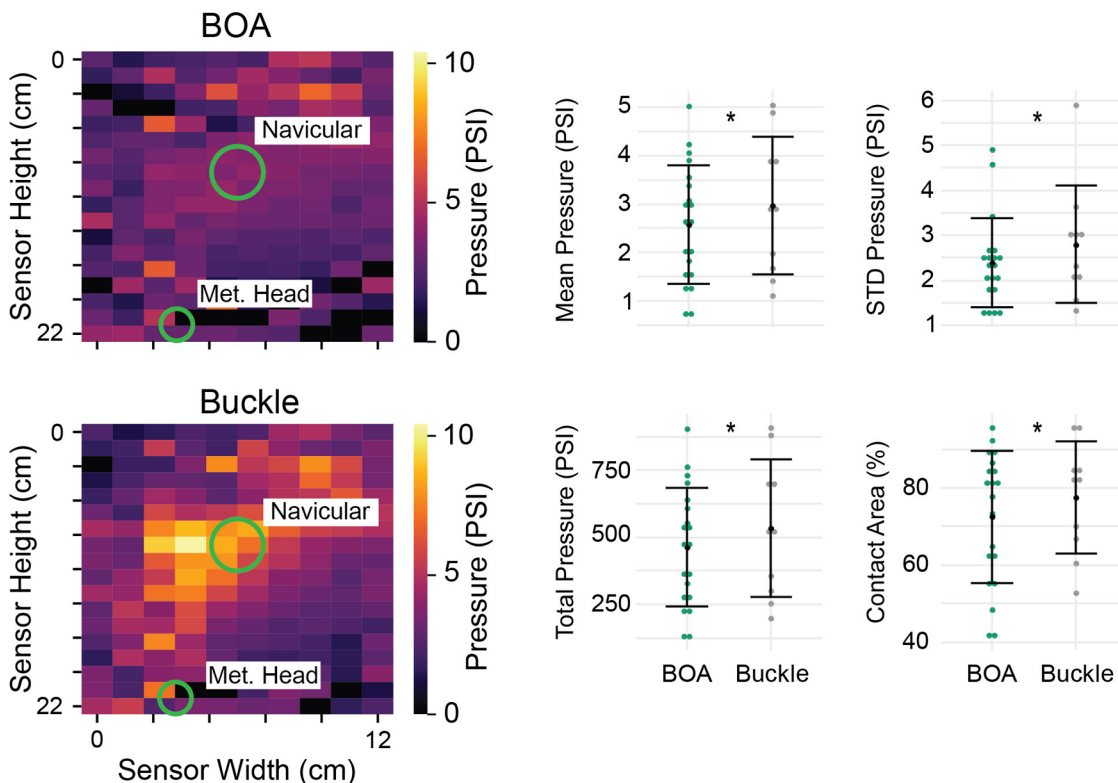 BOA
0
22
Sensor Height (cm)
Navicular
Met. Head
10
5
0
Pressure (PSI)
Buckle
0
22
Sensor Height (cm)
Navicular
Met. Head
0
12
Sensor Width (cm)
10
5
0
Pressure (PSI)
Mean Pressure (PSI)
5
4
3
2
1
*
STD Pressure (PSI)
6
5
4
3
2
1
*
Total Pressure (PSI)
750
500
250
*
BOA
Buckle
Contact Area (%)
80
60
40
*
BOA
Buckle